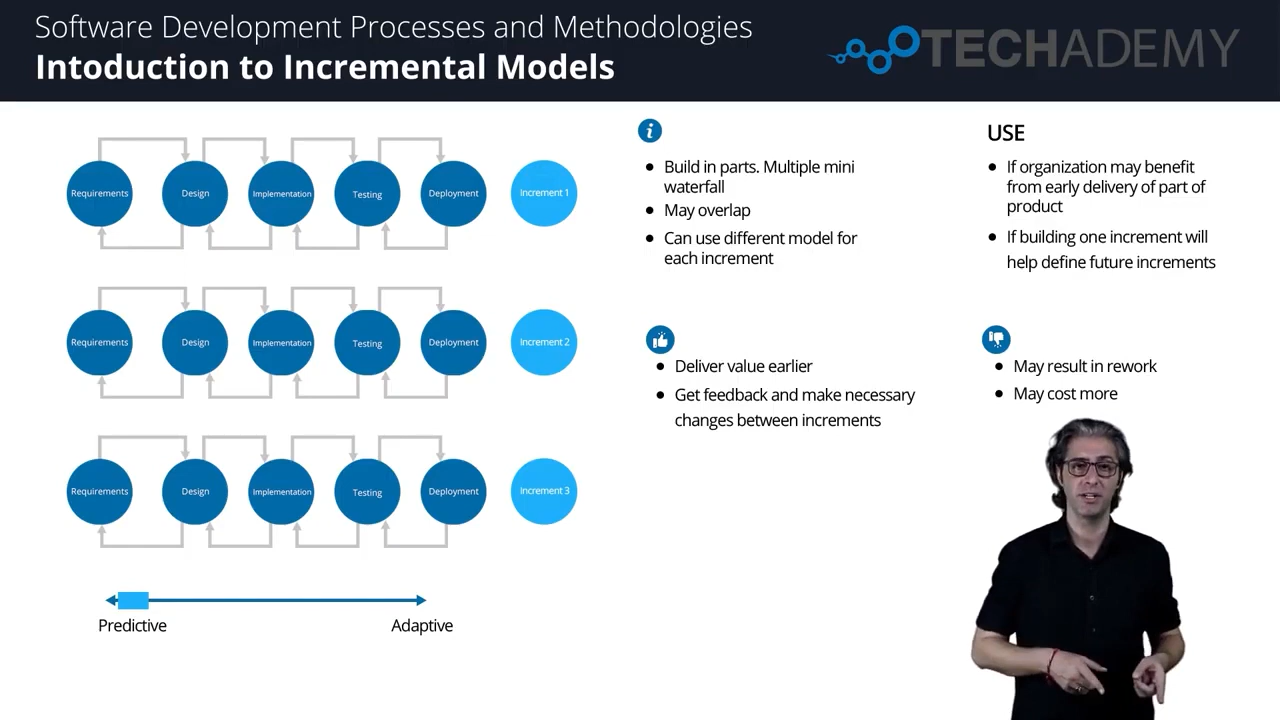 Software Development Processes and Methodologies
Intoduction to Incremental Models
TECHADEMY
Requirements Design Implementation Testing Deployment Increment 1
Requirements Design Implementation Testing Deployment Increment 2
Requirements Design Implementation Testing Deployment Increment 3
Predictive Adaptive
i
• Build in parts. Multiple mini
waterfall
• May overlap
• Can use different model for
each increment
USE
• If organization may benefit
from early delivery of part of
product
• If building one increment will
help define future increments
• Deliver value earlier
• Get feedback and make necessary
changes between increments
• May result in rework
• May cost more